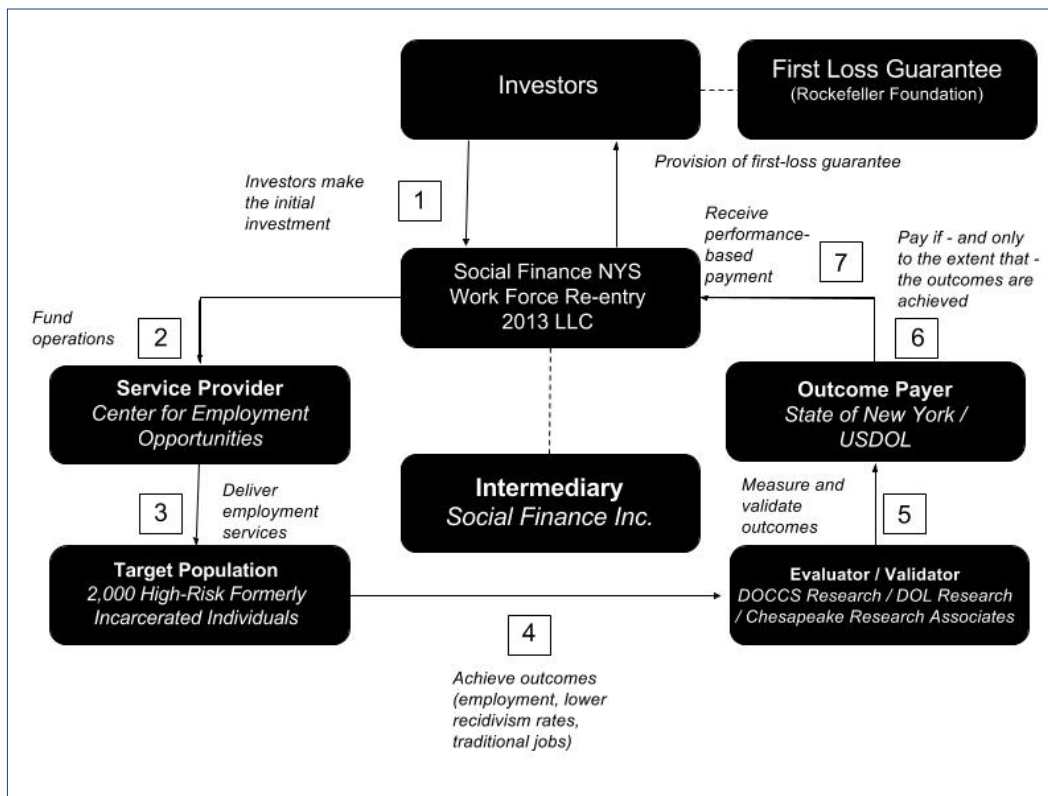 Investors
First Loss Guarantee
(Rockefeller Foundation)
Provision of first-loss guarantee
Investors make
the initial
investment
1
Receive
performance-
based
payment
7
Pay if - and only
to the extent that -
the outcomes are
achieved
Social Finance NYS
Work Force Re-entry
2013 LLC
Fund
operations
2
6
Service Provider
Center for Employment
Opportunities
Outcome Payer
State of New York /
USDOL
Intermediary
Social Finance Inc.
3
Deliver
employment
services
Measure and
validate
outcomes
5
Target Population
2,000 High-Risk Formerly
Incarcerated Individuals
Evaluator / Validator
DOCCS Research / DOL Research
/ Chesapeake Research Associates
4
Achieve outcomes
(employment, lower
recidivism rates,
traditional jobs)